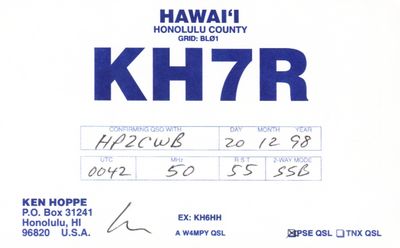 HAWAI'I
HONOLULU COUNTY
GRID: BLØ1
KH7R
CONFIRMING QSO WITH DAY MONTH YEAR
HP2CWB 20 12 98
UTC MHz R S T 2-WAY MODE
0042 50 55 SSB
KEN HOPPE
P.O. Box 31241
Honolulu, HI
96820 U.S.A.
EX: KH6HH
A W4MPY QSL
PSE QSL TNX QSL